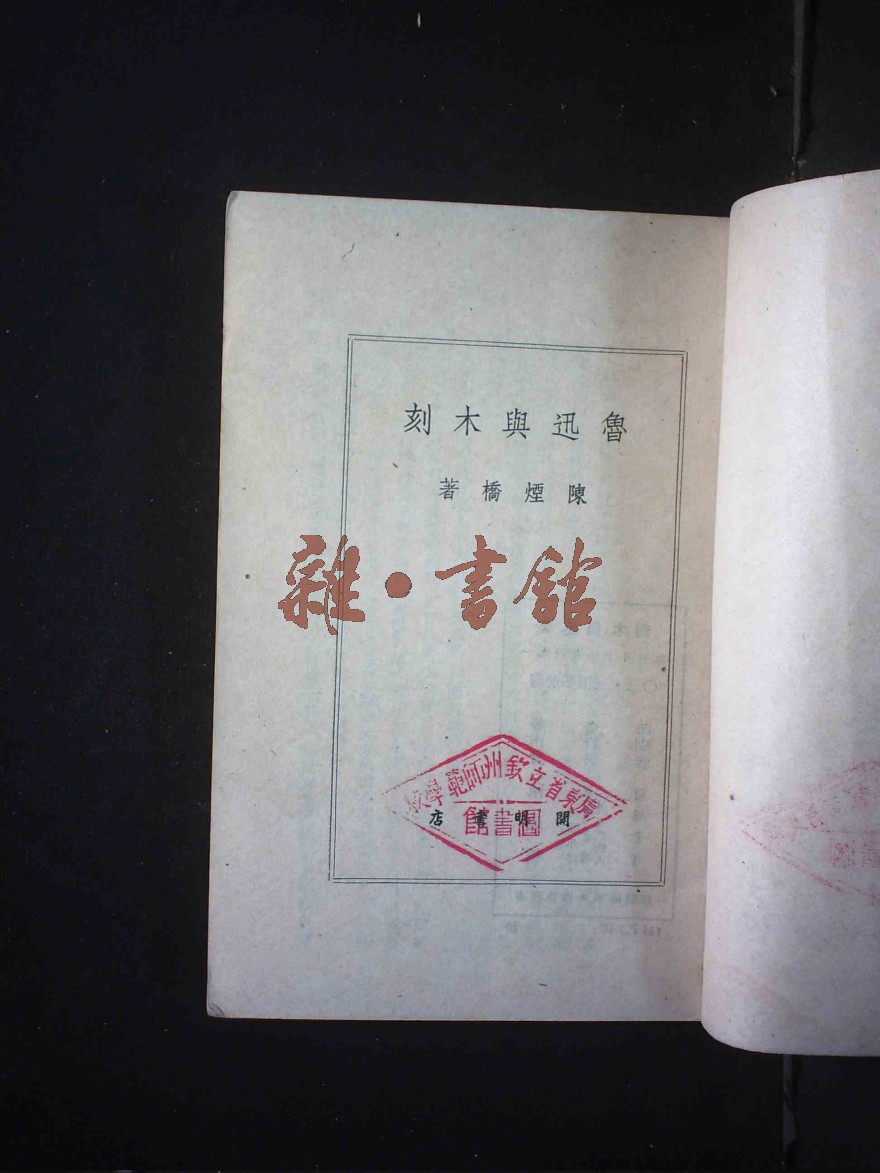 魯迅與木刻
陳煙橋著
雜·書館
廣東省立欽州師範學校
圖書館
開明書店